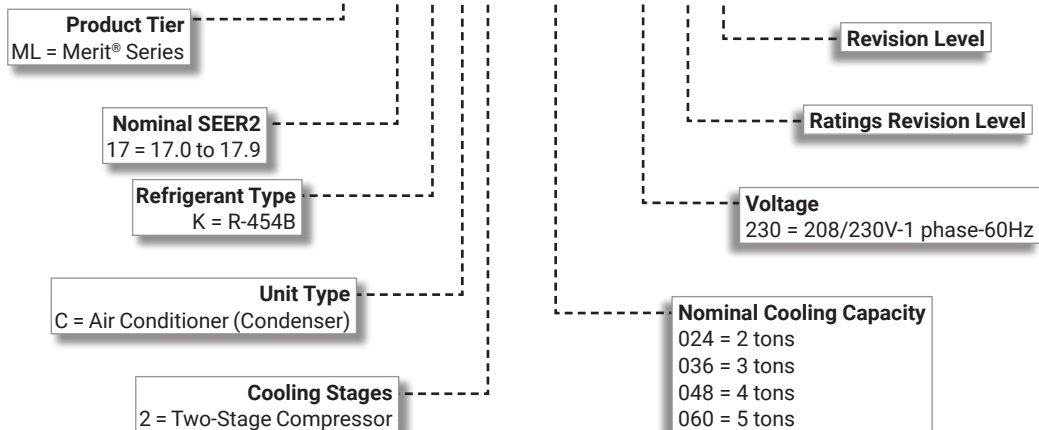 Product Tier
ML = Merit® Series
Nominal SEER2
17 = 17.0 to 17.9
Refrigerant Type
K = R-454B
Unit Type
C = Air Conditioner (Condenser)
Cooling Stages
2 = Two-Stage Compressor
Revision Level
Ratings Revision Level
Voltage
230 = 208/230V-1 phase-60Hz
Nominal Cooling Capacity
024 = 2 tons
036 = 3 tons
048 = 4 tons
060 = 5 tons